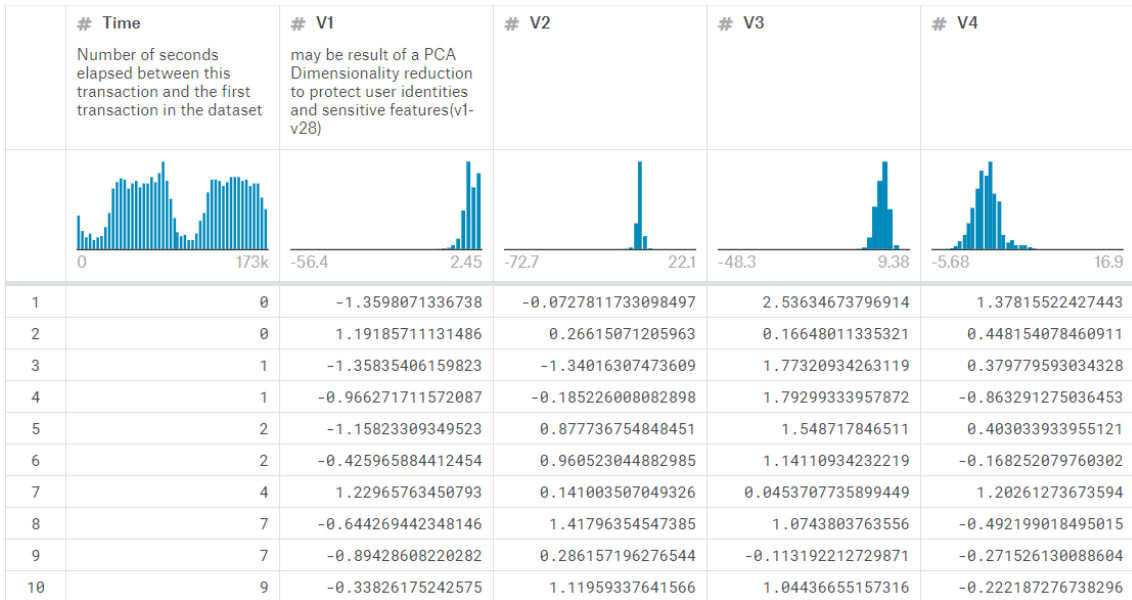 # Time # V1 # V2 # V3 # V4
Number of seconds
elapsed between this
transaction and the first
transaction in the dataset
may be result of a PCA
Dimensionality reduction
to protect user identities
and sensitive features(v1-
v28)
0 173k -56.4 2.45 -72.7 22.1 -48.3 9.38 -5.68 16.9
1 0 -1.3598071336738 -0.0727811733098497 2.53634673796914 1.37815522427443
2 0 1.19185711131486 0.26615071205963 0.16648011335321 0.448154078460911
3 1 -1.35835406159823 -1.34016307473609 1.77320934263119 0.379779593034328
4 1 -0.966271711572087 -0.185226008082898 1.79299333957872 -0.863291275036453
5 2 -1.15823309349523 0.877736754848451 1.548717846511 0.403033933955121
6 2 -0.425965884412454 0.960523044882985 1.14110934232219 -0.168252079760302
7 4 1.22965763450793 0.141003507049326 0.0453707735899449 1.20261273673594
8 7 -0.644269442348146 1.41796354547385 1.0743803763556 -0.492199018495015
9 7 -0.89428608220282 0.286157196276544 -0.113192212729871 -0.271526130088604
10 9 -0.33826175242575 1.11959337641566 1.04436655157316 -0.222187276738296